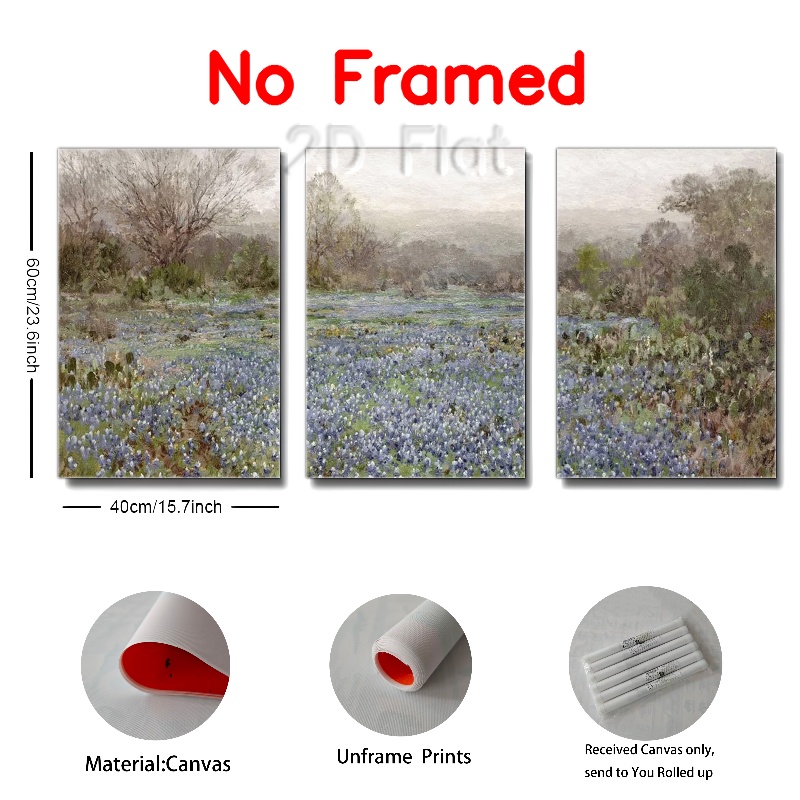 No Framed
2D Flat
60cm/23.6inch
40cm/15.7inch
Material:Canvas
Unframe Prints
Received Canvas only,
send to You Rolled up